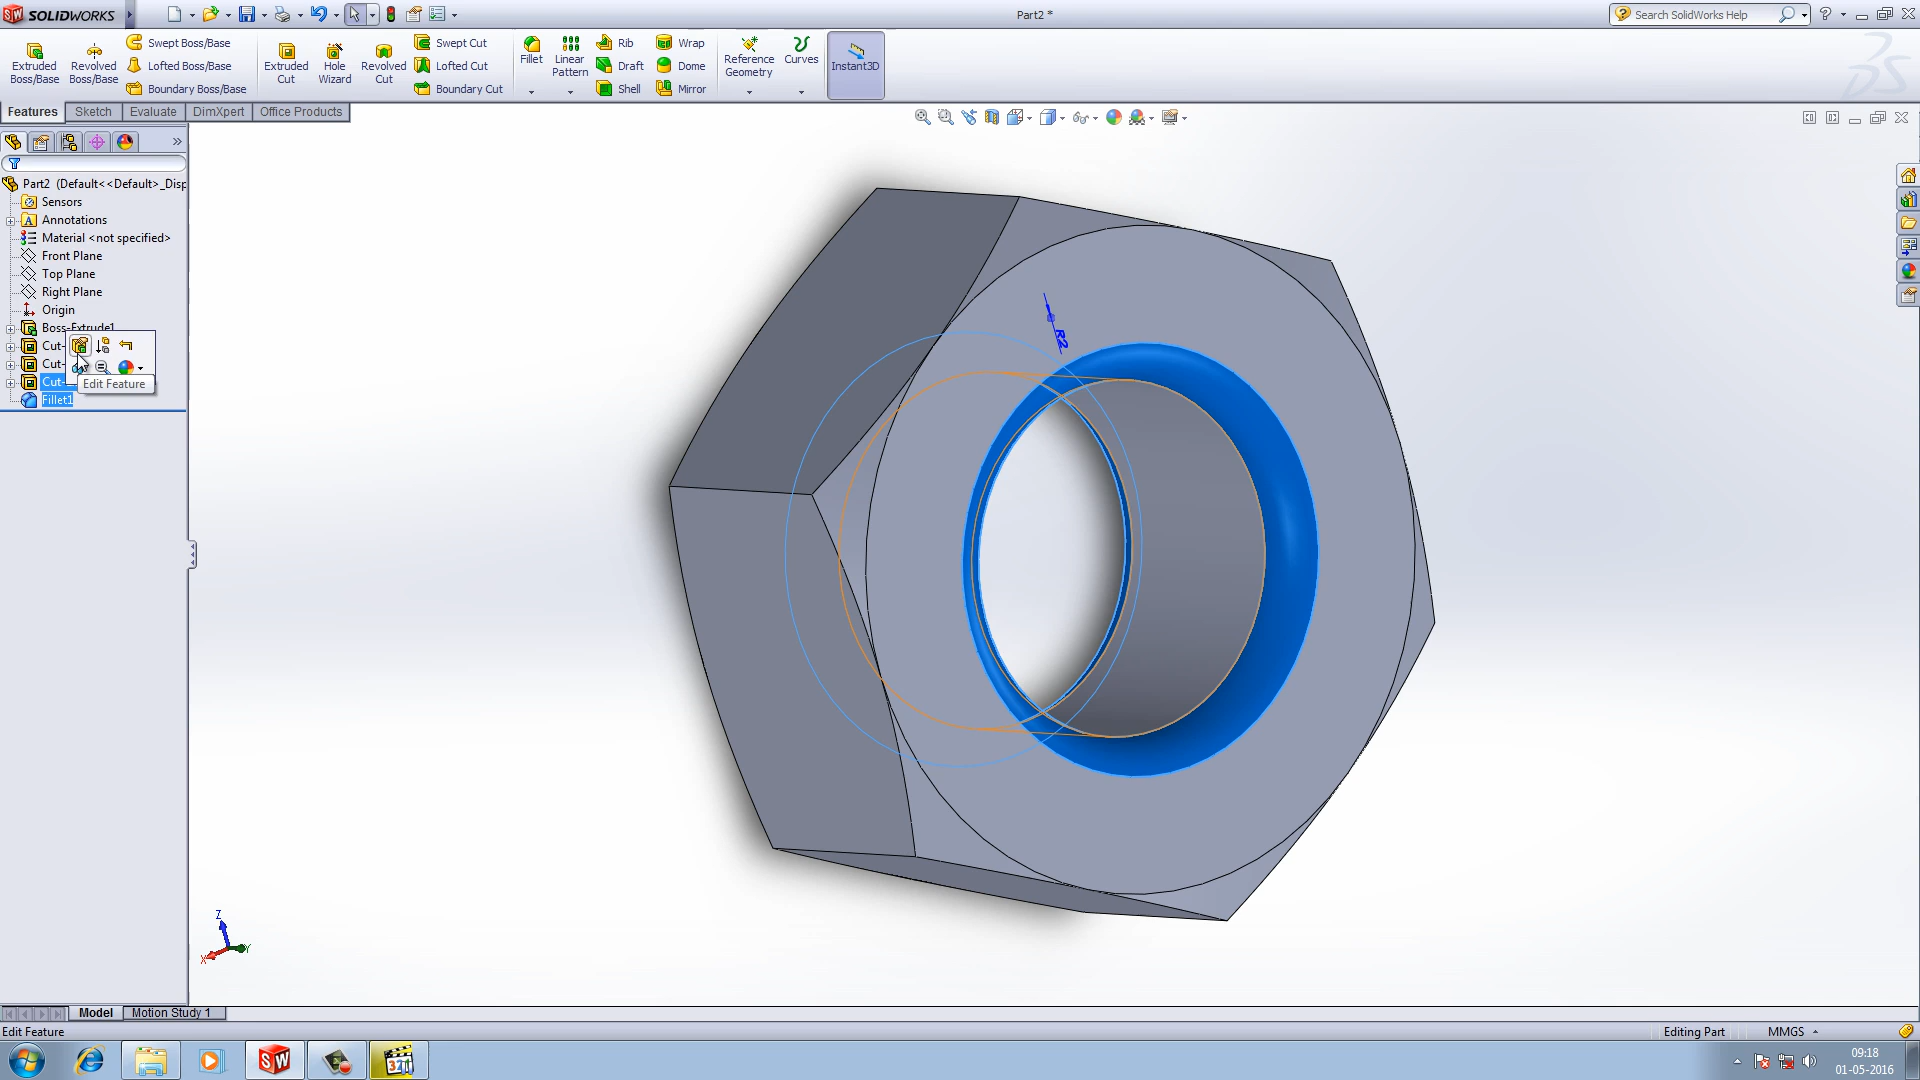 SOLIDWORKS
Part2 *
Search SolidWorks Help
Extruded Boss/Base
Revolved Boss/Base
Swept Boss/Base
Lofted Boss/Base
Boundary Boss/Base
Extruded Cut
Hole Wizard
Revolved Cut
Swept Cut
Lofted Cut
Boundary Cut
Fillet
Linear Pattern
Rib
Draft
Shell
Wrap
Dome
Mirror
Reference Geometry
Curves
Instant3D
Features
Sketch
Evaluate
DimXpert
Office Products
Part2 (Default<<Default>_Disp
Sensors
Annotations
Material <not specified>
Front Plane
Top Plane
Right Plane
Origin
Boss-Extrude1
Cut-
Cut-
Cut-
Edit Feature
Fillet1
R2
Z
X
Y
Model
Motion Study 1
Edit Feature
Editing Part
MMGS
321
09:18
01-05-2016